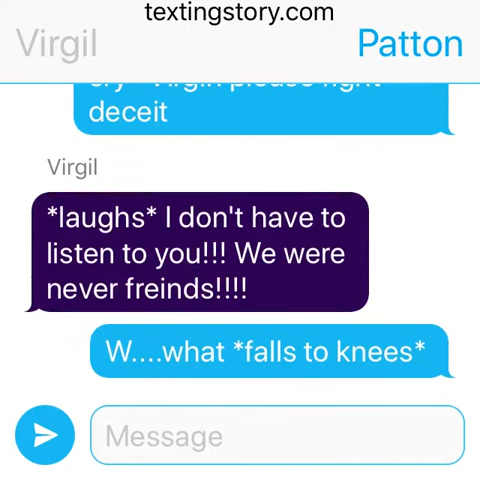 textingstory.com
Virgil
Patton
deceit
Virgil
*laughs* I don't have to
listen to you!!! We were
never freinds!!!!
W....what *falls to knees*
Message